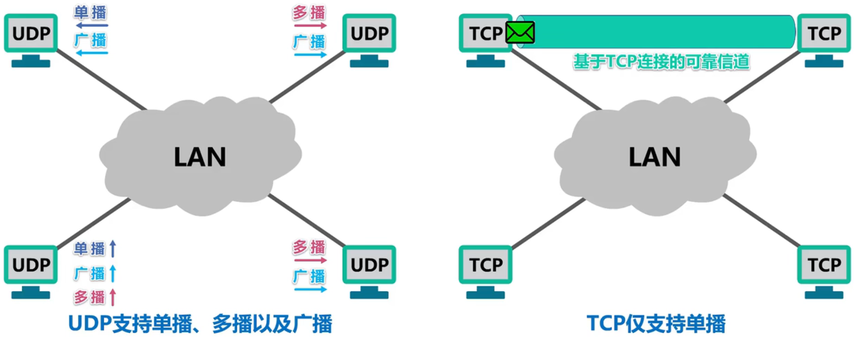 UDP
单播
广播
多播
广播
UDP
LAN
UDP
单播
广播
多播
多播
广播
UDP
UDP支持单播、多播以及广播
TCP
TCP
基于TCP连接的可靠信道
LAN
TCP
TCP
TCP仅支持单播